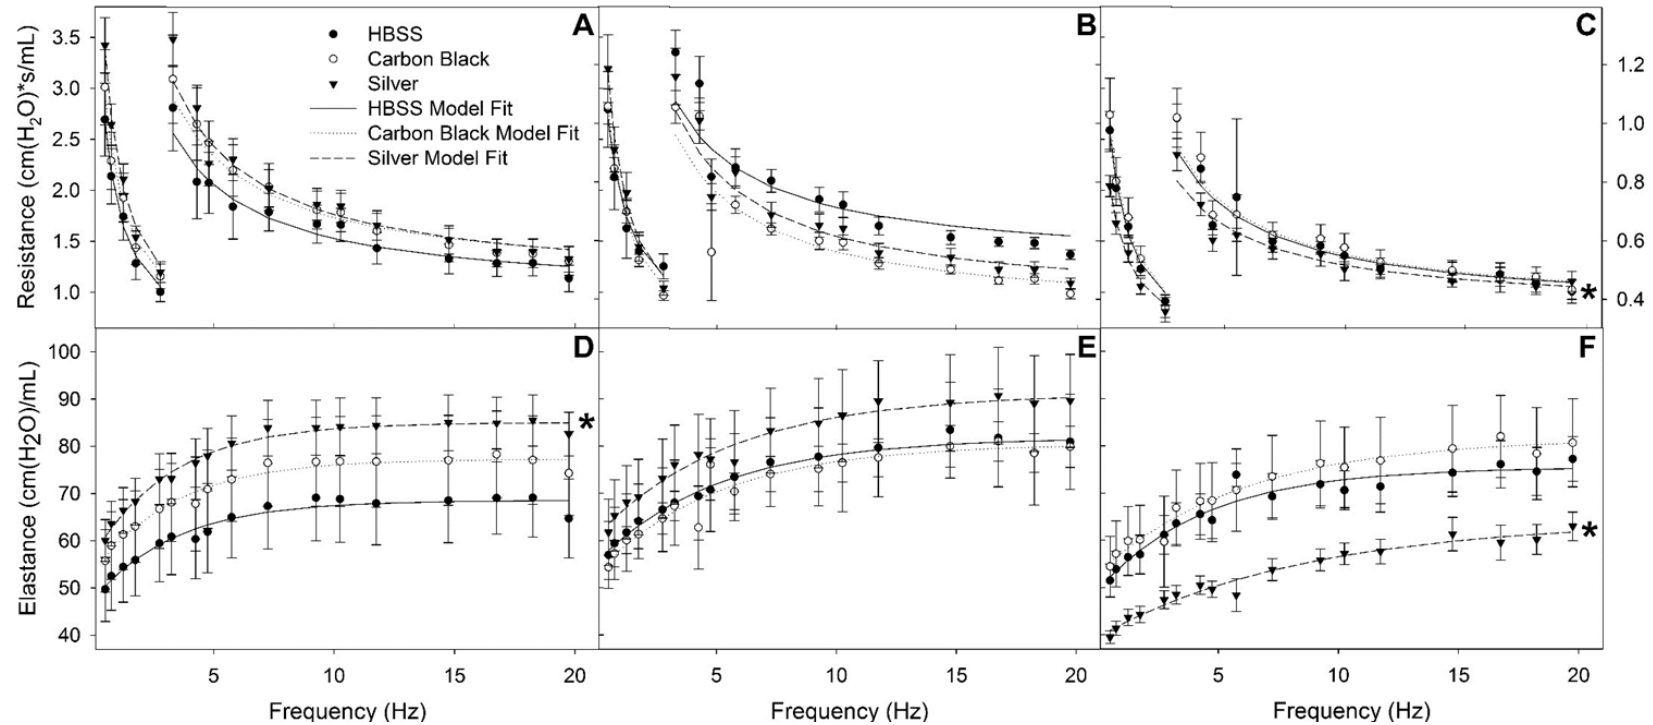 A
B
C
3.5
3.0
2.5
2.0
1.5
1.0
Resistance (cm(H2O)*s/mL)
HBSS
Carbon Black
Silver
HBSS Model Fit
Carbon Black Model Fit
Silver Model Fit
1.2
1.0
0.8
0.6
0.4
*
D
E
F
100
90
80
70
60
50
40
Elastance (cm(H2O)/mL)
*
*
5 10 15 20 5 10 15 20 5 10 15 20
Frequency (Hz) Frequency (Hz) Frequency (Hz)